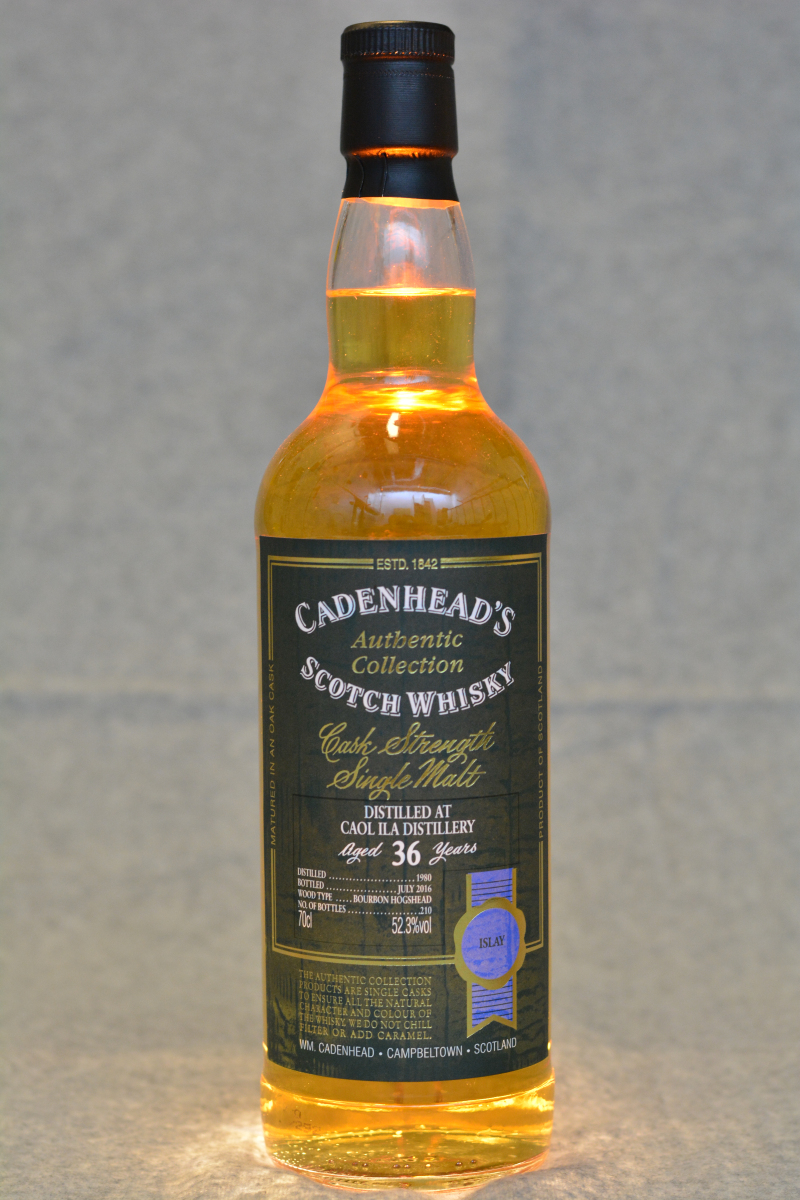 ESTD. 1842
CADENHEAD'S
Authentic
Collection
SCOTCH WHISKY
Cask Strength
Single Malt
MATURED IN AN OAK CASK
PRODUCT OF SCOTLAND
DISTILLED AT
CAOL ILA DISTILLERY
Aged 36 Years
DISTILLED ........................ 1980
BOTTLED .................... JULY 2016
WOOD TYPE ..... BOURBON HOGSHEAD
NO. OF BOTTLES .................... 210
70cl 52.3%vol
ISLAY
THE AUTHENTIC COLLECTION
PRODUCTS ARE SINGLE CASKS
TO ENSURE ALL THE NATURAL
CHARACTER AND COLOUR OF
THE WHISKY. WE DO NOT CHILL
FILTER OR ADD CARAMEL.
WM. CADENHEAD • CAMPBELTOWN • SCOTLAND